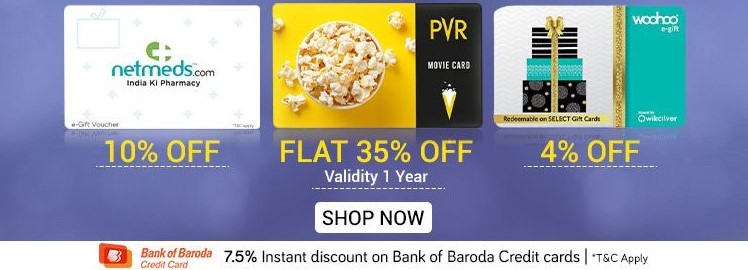 netmeds.com
India Ki Pharmacy
e-Gift Voucher
*T&C apply
10% OFF
PVR
MOVIE CARD
FLAT 35% OFF
Validity 1 Year
woohoo
e-gift
Redeemable on SELECT Gift Cards
Qwikcilver
4% OFF
SHOP NOW
Bank of Baroda
Credit Card
7.5% Instant discount on Bank of Baroda Credit cards | *T&C Apply